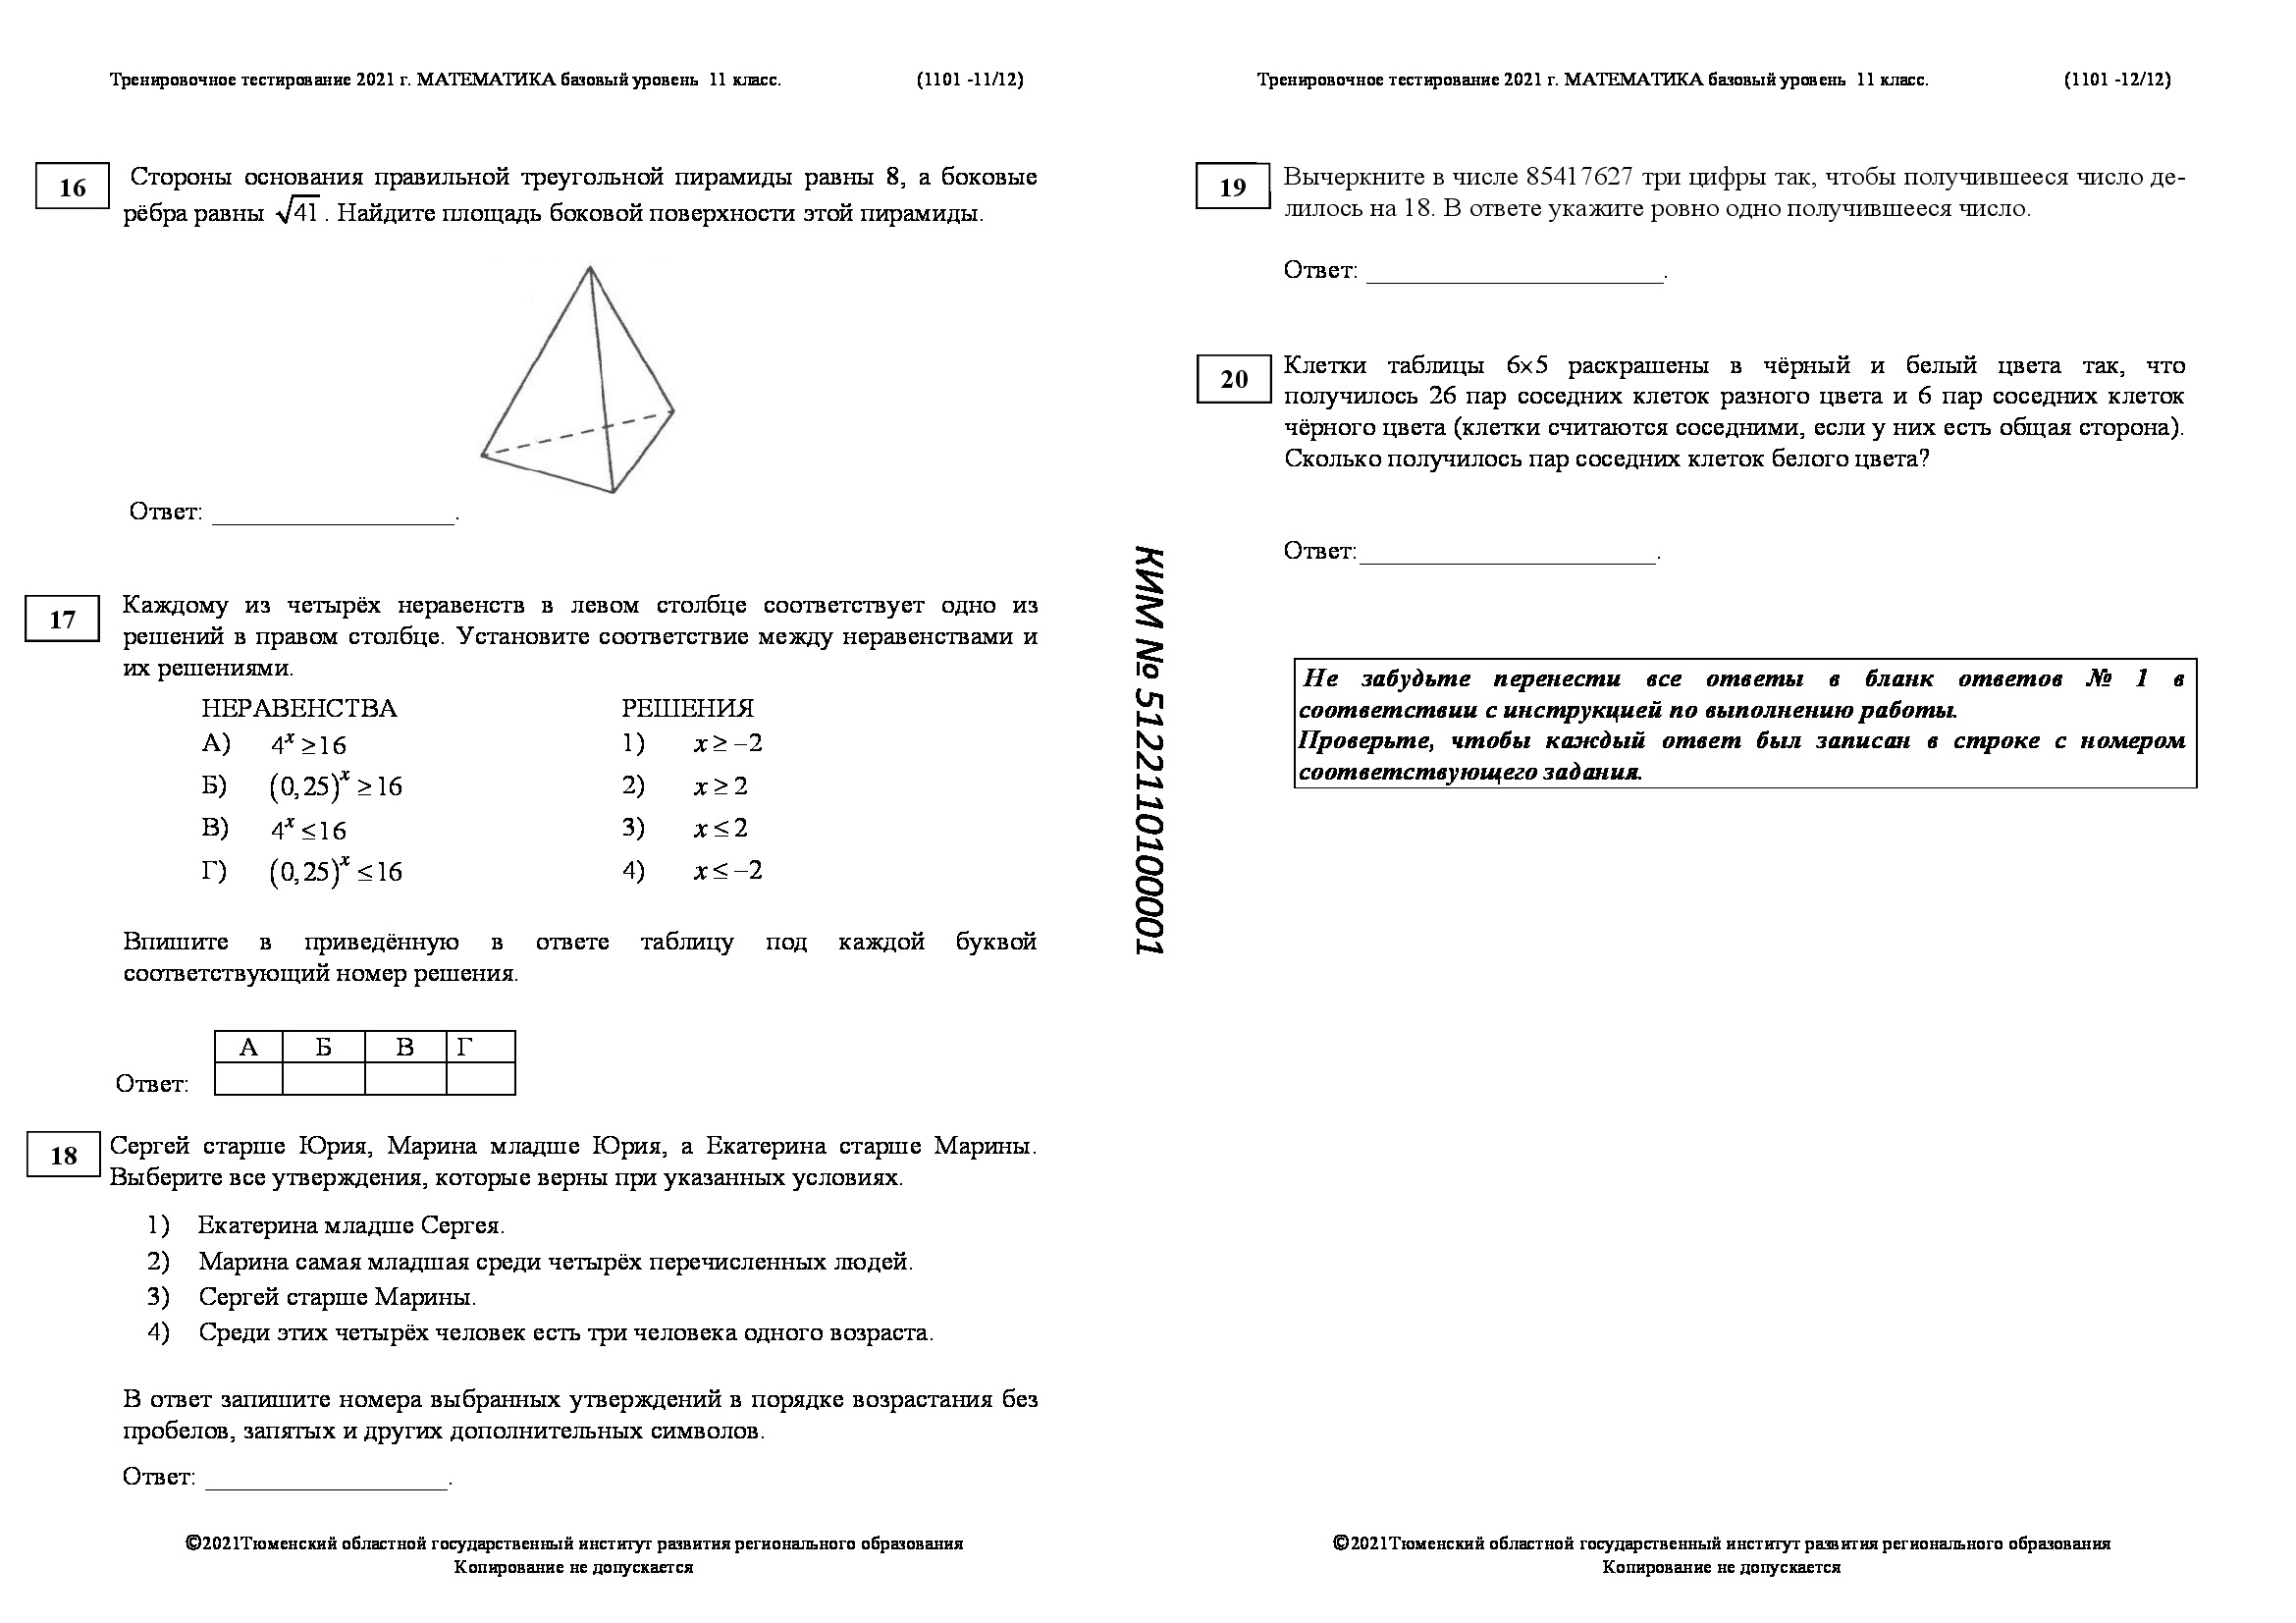 Тренировочное тестирование 2021 г. МАТЕМАТИКА базовый уровень 11 класс. (1101 -11/12)
16
Стороны основания правильной треугольной пирамиды равны 8, а боковые
рёбра равны √41 . Найдите площадь боковой поверхности этой пирамиды.
Ответ: ___________________.
17
Каждому из четырёх неравенств в левом столбце соответствует одно из
решений в правом столбце. Установите соответствие между неравенствами и
их решениями.
НЕРАВЕНСТВА РЕШЕНИЯ
А) 4^x ≥ 16 1) x ≥ −2
Б) (0,25)^x ≥ 16 2) x ≥ 2
В) 4^x ≤ 16 3) x ≤ 2
Г) (0,25)^x ≤ 16 4) x ≤ −2
Впишите в приведённую в ответе таблицу под каждой буквой
соответствующий номер решения.
А Б В Г
Ответ:
18
Сергей старше Юрия, Марина младше Юрия, а Екатерина старше Марины.
Выберите все утверждения, которые верны при указанных условиях.
1) Екатерина младше Сергея.
2) Марина самая младшая среди четырёх перечисленных людей.
3) Сергей старше Марины.
4) Среди этих четырёх человек есть три человека одного возраста.
В ответ запишите номера выбранных утверждений в порядке возрастания без
пробелов, запятых и других дополнительных символов.
Ответ: ___________________.
©2021Тюменский областной государственный институт развития регионального образования
Копирование не допускается
КИМ № 5122110100001
Тренировочное тестирование 2021 г. МАТЕМАТИКА базовый уровень 11 класс. (1101 -12/12)
19
Вычеркните в числе 85417627 три цифры так, чтобы получившееся число де-
лилось на 18. В ответе укажите ровно одно получившееся число.
Ответ: _______________________.
20
Клетки таблицы 6×5 раскрашены в чёрный и белый цвета так, что
получилось 26 пар соседних клеток разного цвета и 6 пар соседних клеток
чёрного цвета (клетки считаются соседними, если у них есть общая сторона).
Сколько получилось пар соседних клеток белого цвета?
Ответ:_______________________.
Не забудьте перенести все ответы в бланк ответов № 1 в
соответствии с инструкцией по выполнению работы.
Проверьте, чтобы каждый ответ был записан в строке с номером
соответствующего задания.
©2021Тюменский областной государственный институт развития регионального образования
Копирование не допускается